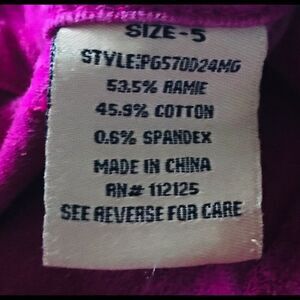 SIZE-5
STYLE:PG570D24MG
53.5% RAMIE
45.9% COTTON
0.6% SPANDEX
MADE IN CHINA
RN# 112125
SEE REVERSE FOR CARE